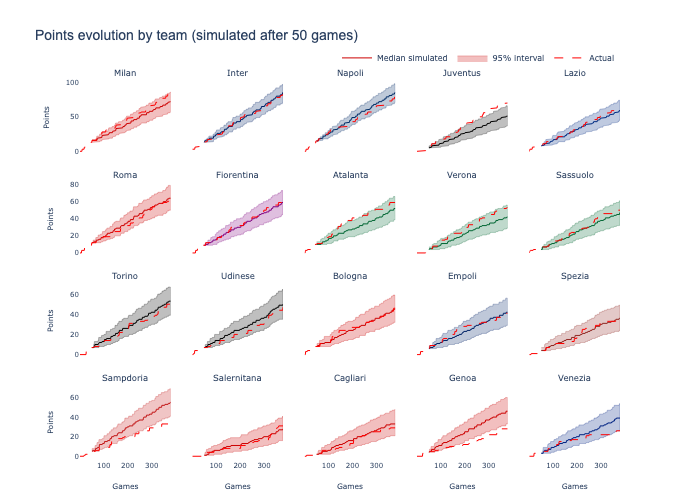 Points evolution by team (simulated after 50 games)
Median simulated 95% interval Actual
Milan Inter Napoli Juventus Lazio
100
50
0
Points
Roma Fiorentina Atalanta Verona Sassuolo
80
60
40
20
0
Points
Torino Udinese Bologna Empoli Spezia
60
40
20
0
Points
Sampdoria Salernitana Cagliari Genoa Venezia
60
40
20
0
Points
100 200 300 100 200 300 100 200 300 100 200 300 100 200 300
Games Games Games Games Games